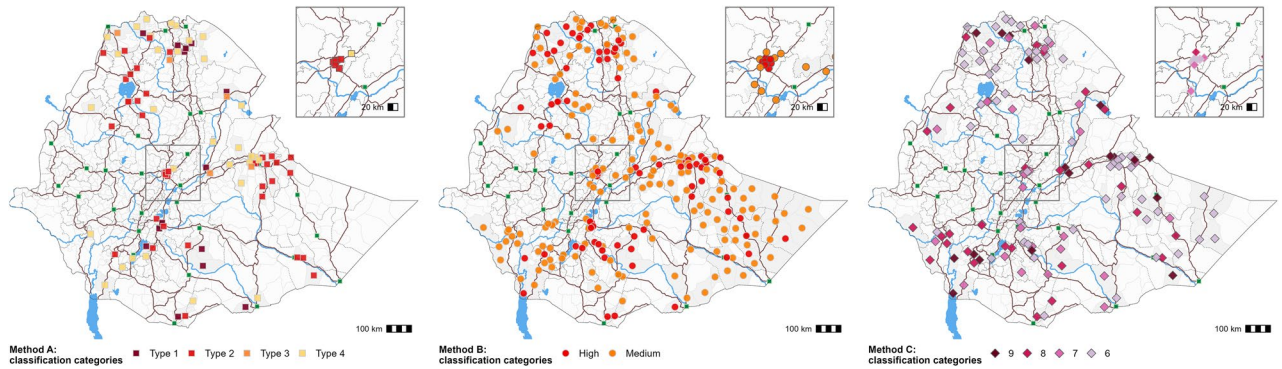 20 km
100 km
Method A:
classification categories
Type 1 Type 2 Type 3 Type 4
20 km
100 km
Method B:
classification categories
High Medium
20 km
100 km
Method C:
classification categories
9 8 7 6